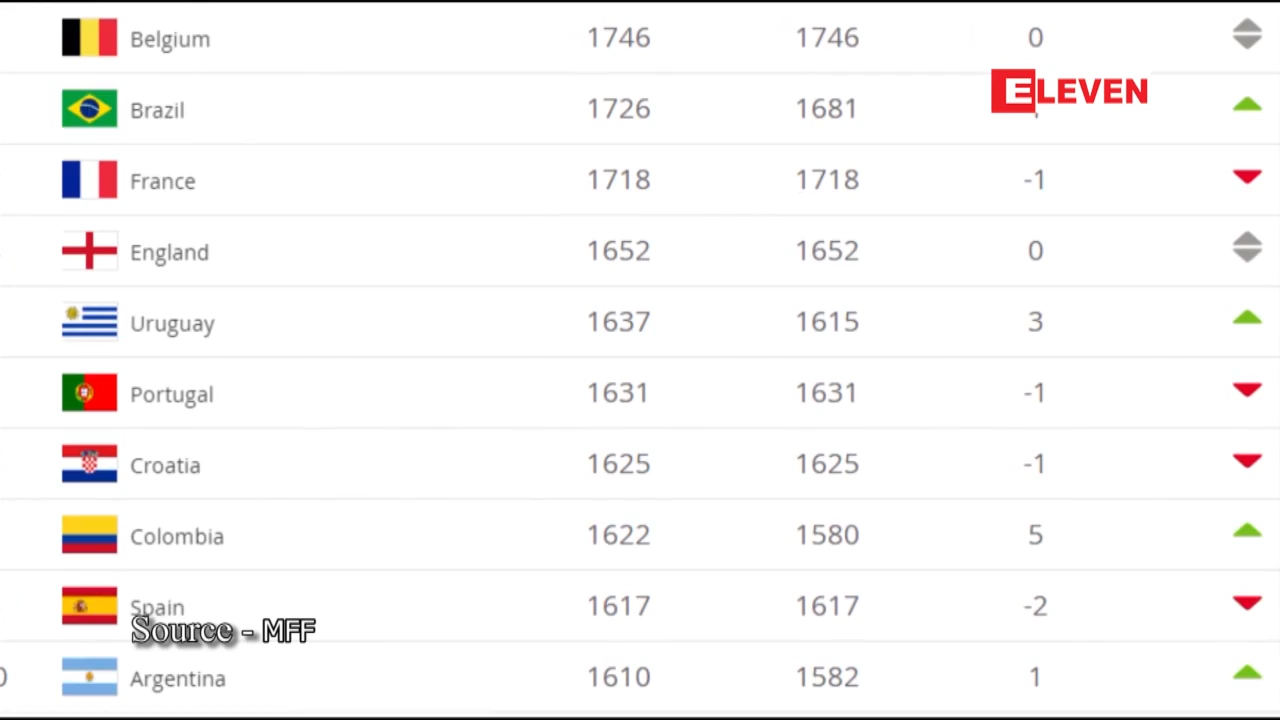 Belgium 1746 1746 0
ELEVEN
Brazil 1726 1681
France 1718 1718 -1
England 1652 1652 0
Uruguay 1637 1615 3
Portugal 1631 1631 -1
Croatia 1625 1625 -1
Colombia 1622 1580 5
Spain 1617 1617 -2
Source - MFF
0 Argentina 1610 1582 1